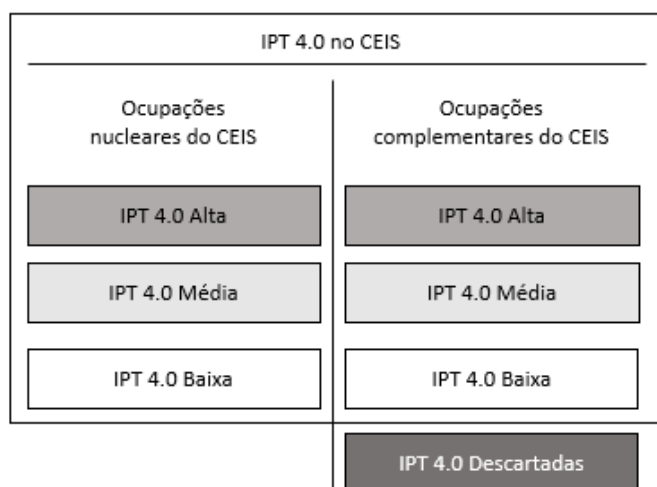 IPT 4.0 no CEIS
Ocupações
nucleares do CEIS
Ocupações
complementares do CEIS
IPT 4.0 Alta
IPT 4.0 Alta
IPT 4.0 Média
IPT 4.0 Média
IPT 4.0 Baixa
IPT 4.0 Baixa
IPT 4.0 Descartadas